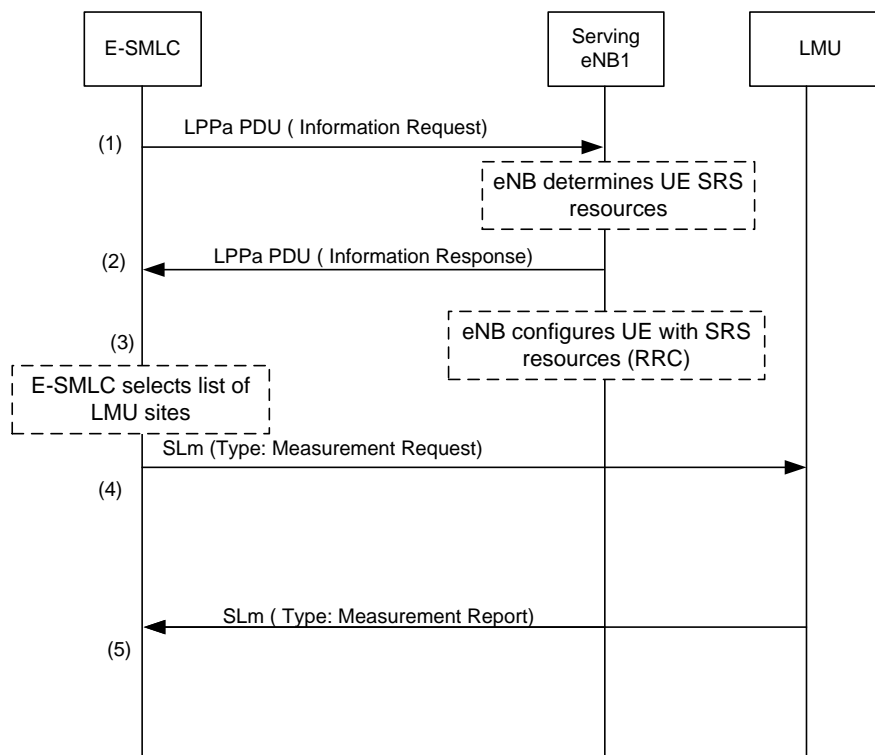 E-SMLC
Serving
eNB1
LMU
LPPa PDU ( Information Request)
(1)
eNB determines UE SRS
resources
LPPa PDU ( Information Response)
(2)
eNB configures UE with SRS
resources (RRC)
(3)
E-SMLC selects list of
LMU sites
SLm (Type: Measurement Request)
(4)
SLm ( Type: Measurement Report)
(5)